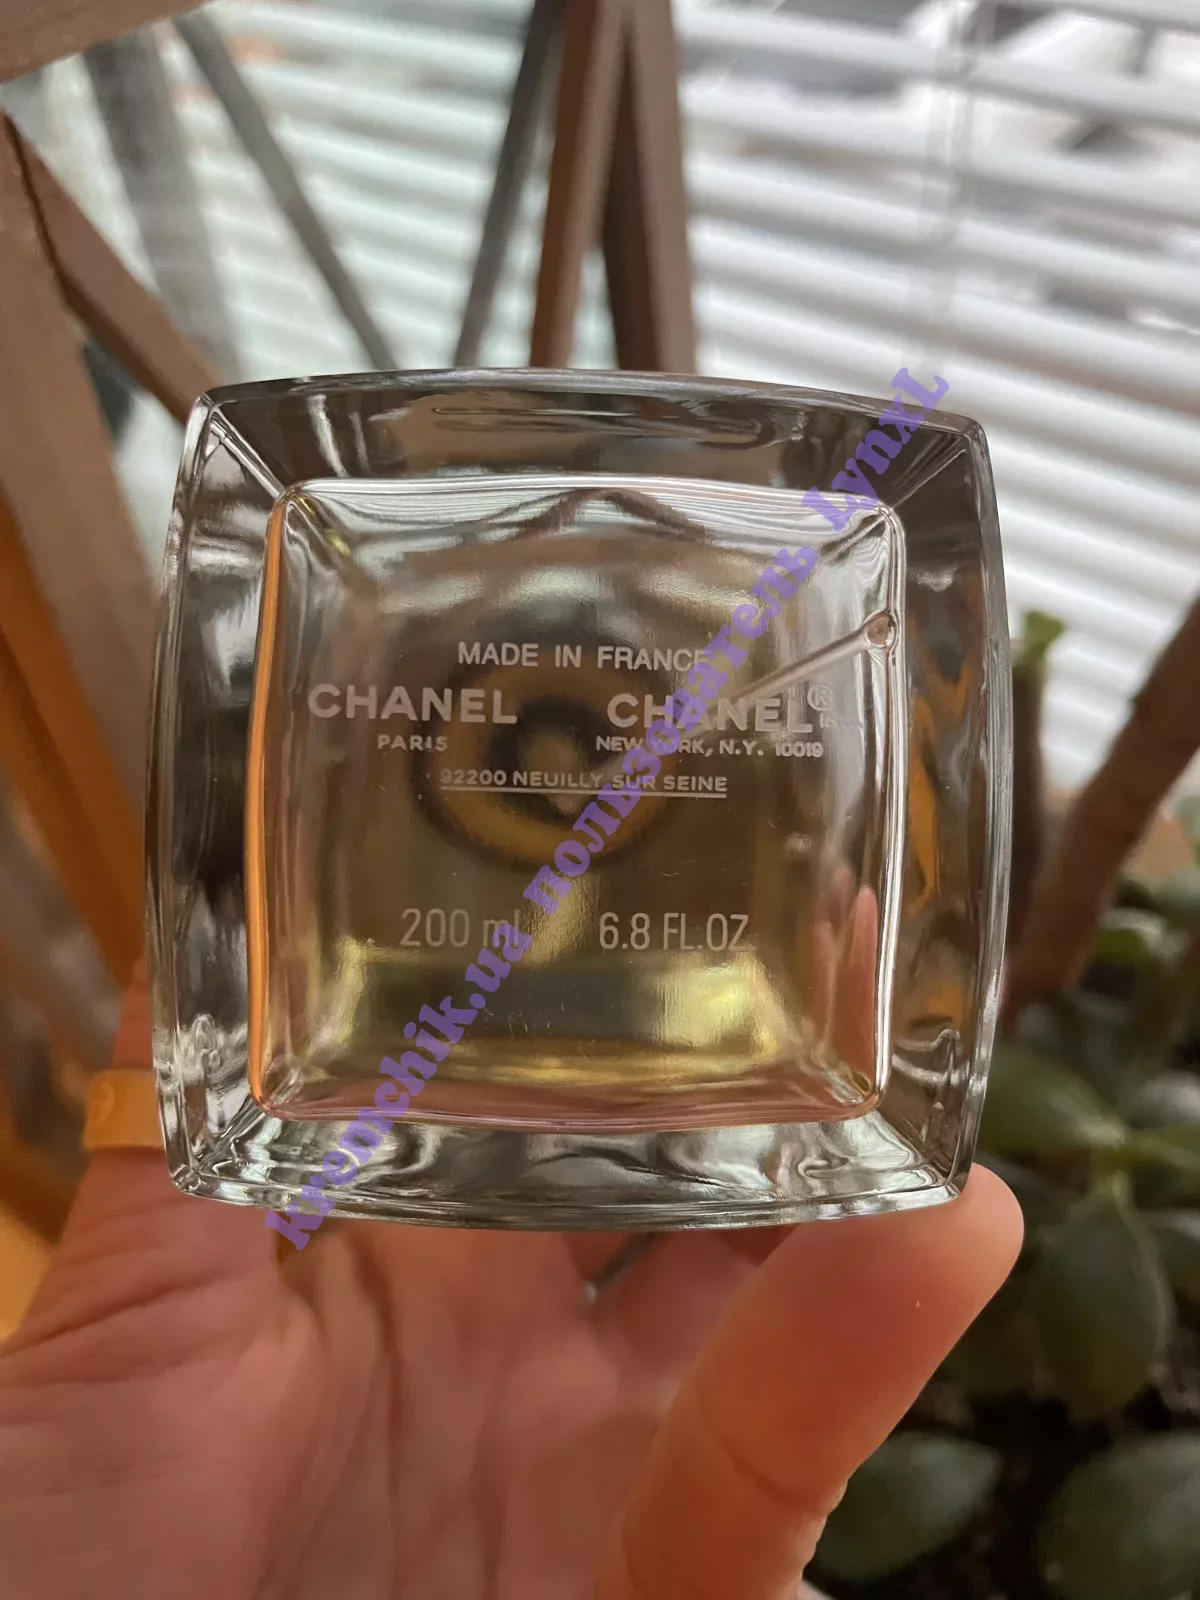 MADE IN FRANCE
CHANEL CHANEL®
INC.
PARIS NEW YORK, N.Y. 10019
92200 NEUILLY SUR SEINE
200 ml 6.8 FL.OZ
kremchik.ua пользователь LynxL